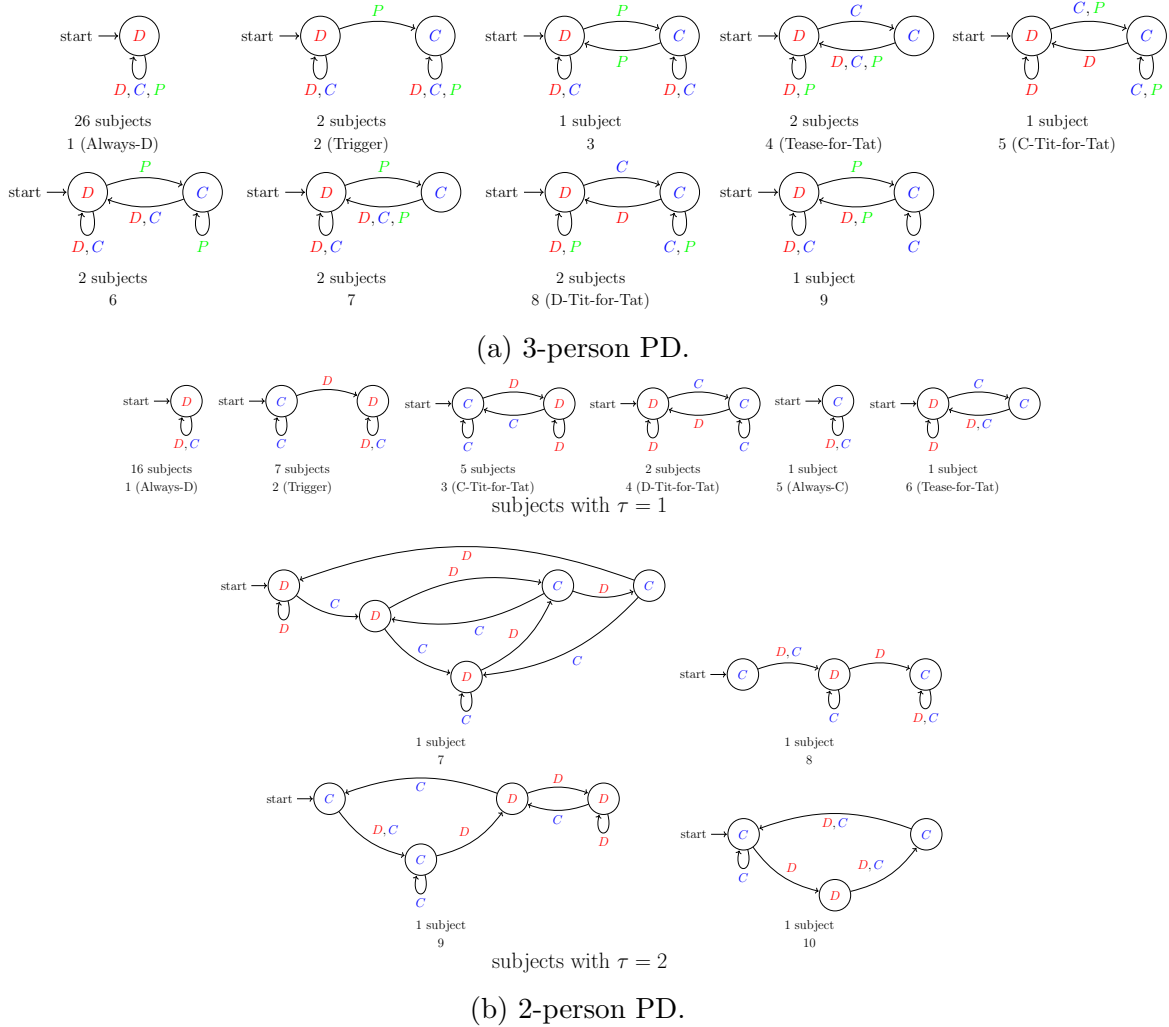 start D P start D P C start D P C start D C C start D C, P C
D, C, P D, C D, C, P D, C P D, C D, P D, C, P D D C, P
26 subjects 2 subjects 1 subject 2 subjects 1 subject
1 (Always-D) 2 (Trigger) 3 4 (Tease-for-Tat) 5 (C-Tit-for-Tat)
start D P C start D P C start D C C start D P C
D, C D, C P D, C D, C, P D, P D C, P D, C D, P C
2 subjects 2 subjects 2 subjects 1 subject
6 7 8 (D-Tit-for-Tat) 9
(a) 3-person PD.
start D start C D D start C D D start D C C start C start D C C
D, C C D, C C C D D D C D, C D D, C
16 subjects 7 subjects 5 subjects 2 subjects 1 subject 1 subject
1 (Always-D) 2 (Trigger) 3 (C-Tit-for-Tat) 4 (D-Tit-for-Tat) 5 (Always-C) 6 (Tease-for-Tat)
subjects with τ = 1
D
start D D C D C
D C D C D
C C
D
C
1 subject
7
start C D, C D D C
C D, C
1 subject
8
start C C D D D
D, C D C D
C
C
1 subject
9
start C D, C C
C D D, C
D
1 subject
10
subjects with τ = 2
(b) 2-person PD.